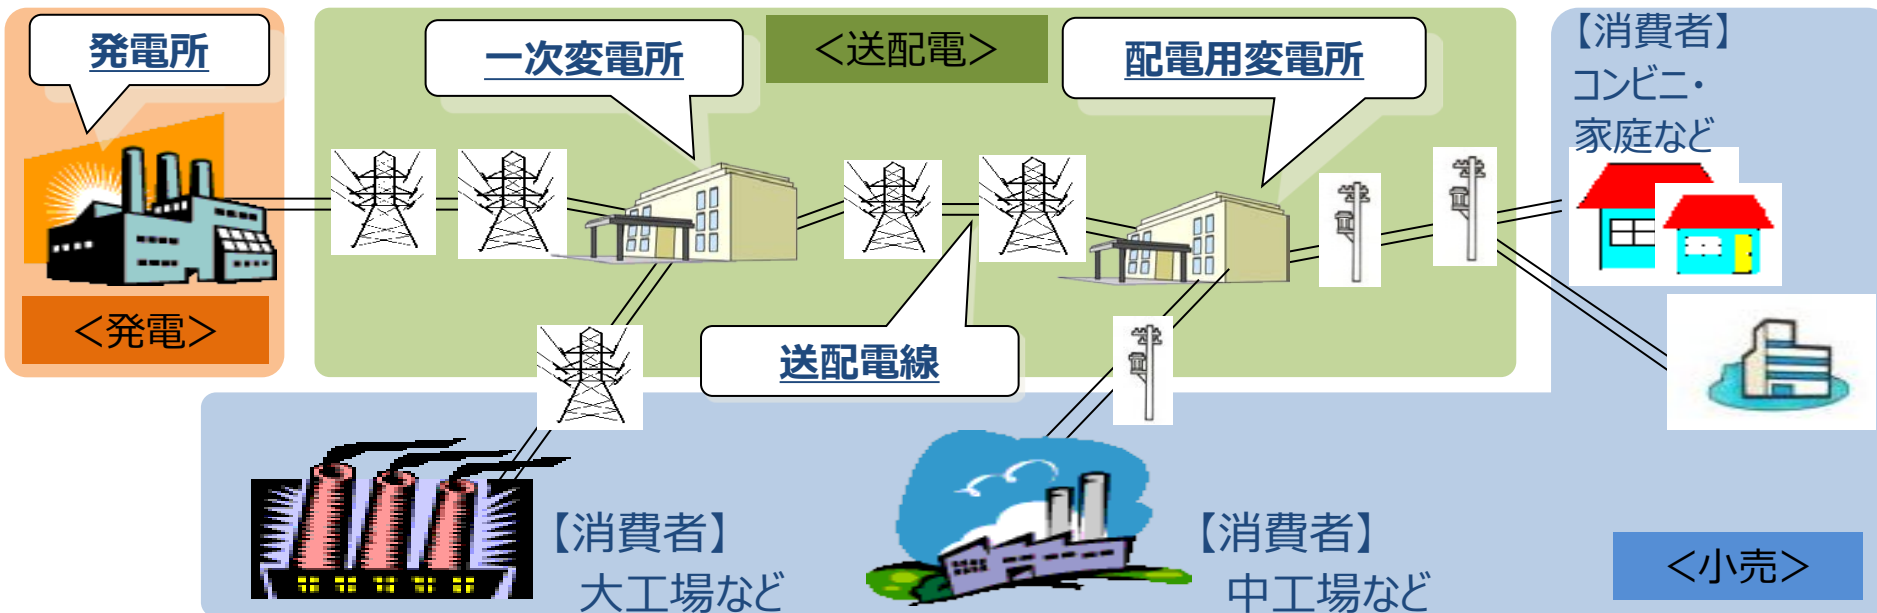 発電所
一次変電所
＜送配電＞
配電用変電所
【消費者】
コンビニ・
家庭など
＜発電＞
送配電線
【消費者】
大工場など
【消費者】
中工場など
＜小売＞